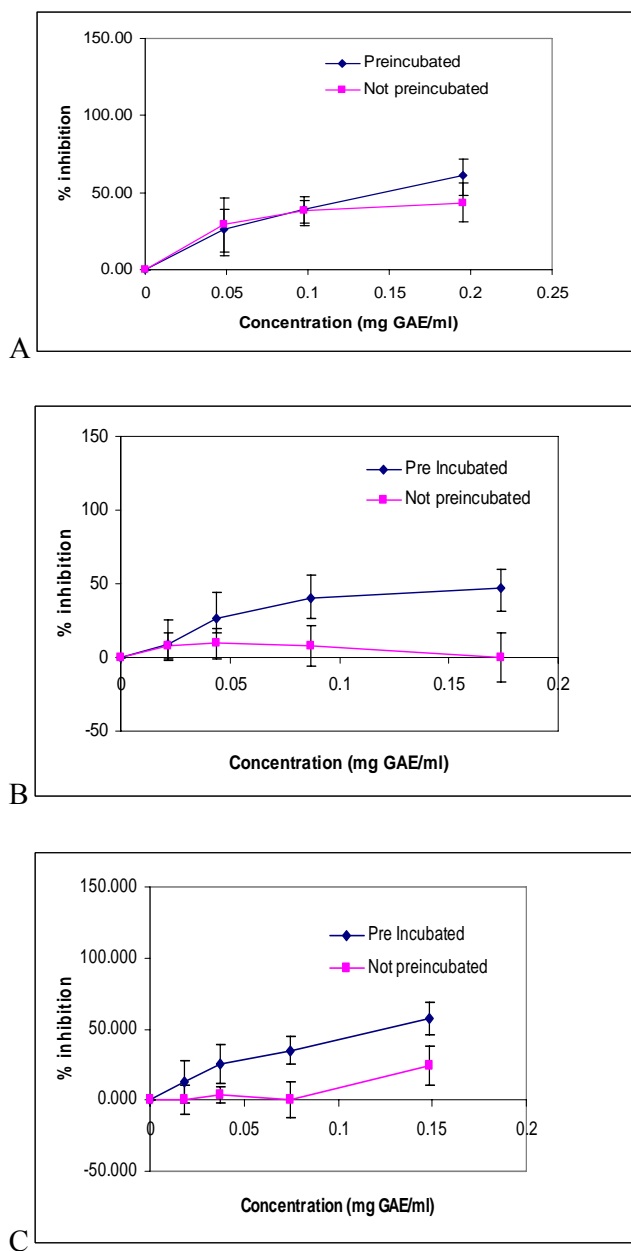 150.00
Preincubated
Not preincubated
100.00
% inhibition
50.00
0.00
0 0.05 0.1 0.15 0.2 0.25
Concentration (mg GAE/ml)
A
150
Pre Incubated
Not preincubated
100
% inhibition
50
0
0 0.05 0.1 0.15 0.2
-50
Concentration (mg GAE/ml)
B
150.000
Pre Incubated
Not preincubated
100.000
% inhibition
50.000
0.000
0 0.05 0.1 0.15 0.2
-50.000
Concentration (mg GAE/ml)
C